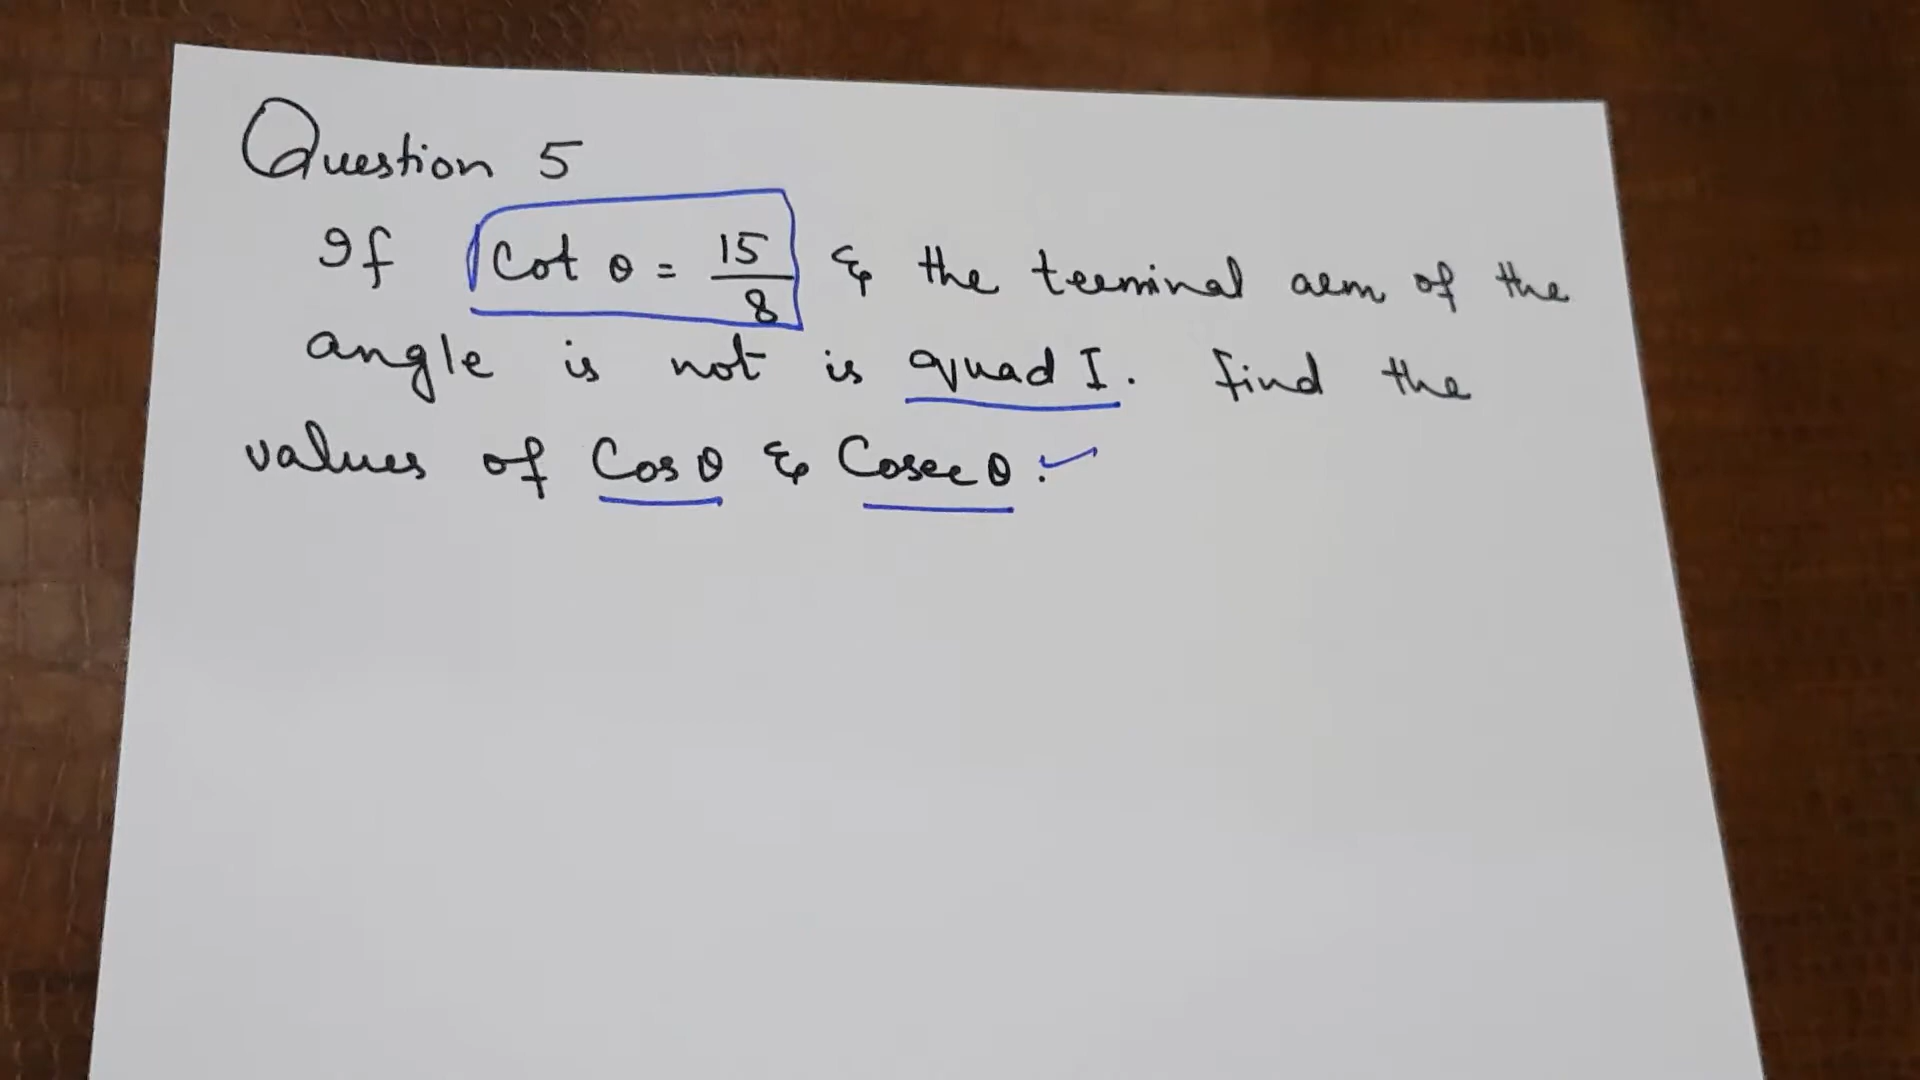 Question 5
If Cot θ = 15/8 & the terminal arm of the
angle is not is quad I. Find the
values of Cos θ & Cosec θ.